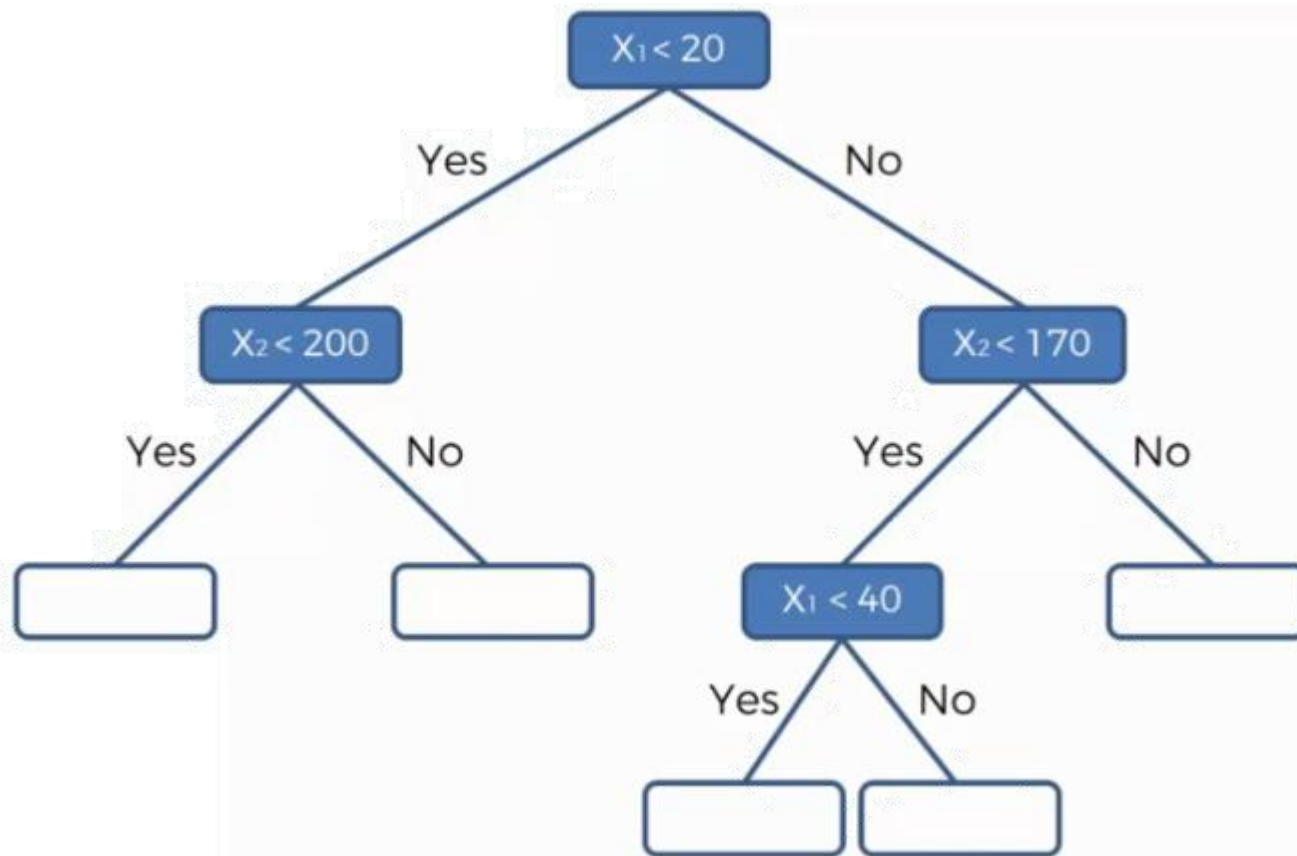 X₁ < 20
Yes
No
X₂ < 200
X₂ < 170
Yes
No
Yes
No
X₁ < 40
Yes
No